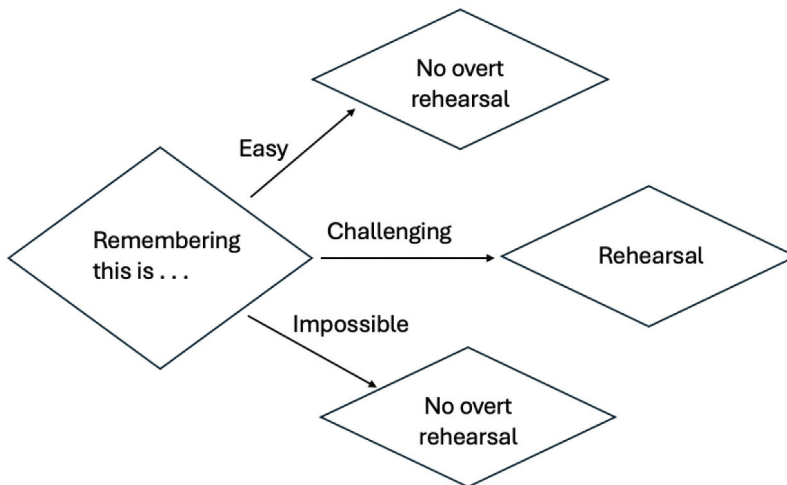 No overt
rehearsal
Easy
Remembering
this is . . .
Challenging
Rehearsal
Impossible
No overt
rehearsal